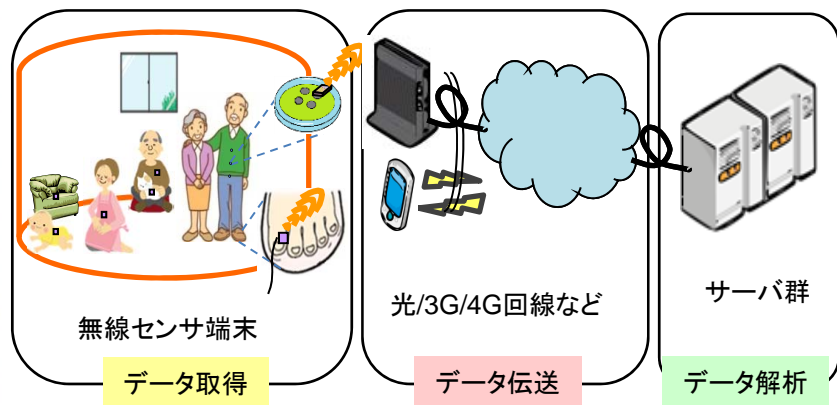 無線センサ端末
データ取得
光/3G/4G回線など
データ伝送
サーバ群
データ解析